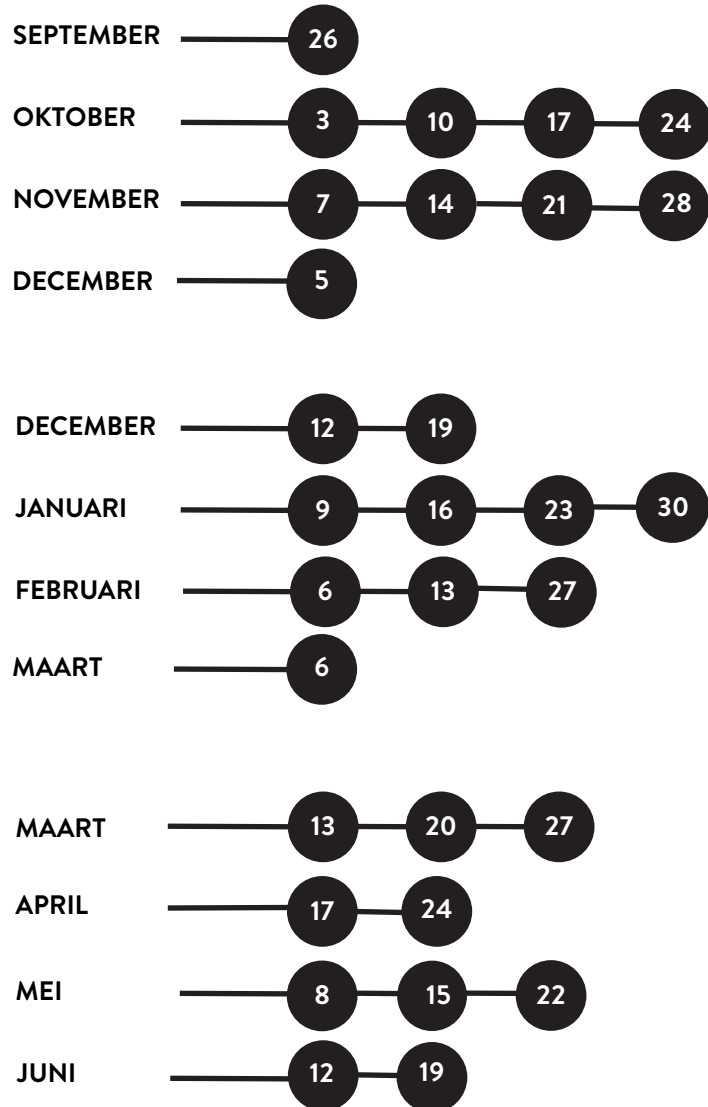 SEPTEMBER 26
OKTOBER 3 10 17 24
NOVEMBER 7 14 21 28
DECEMBER 5
DECEMBER 12 19
JANUARI 9 16 23 30
FEBRUARI 6 13 27
MAART 6
MAART 13 20 27
APRIL 17 24
MEI 8 15 22
JUNI 12 19